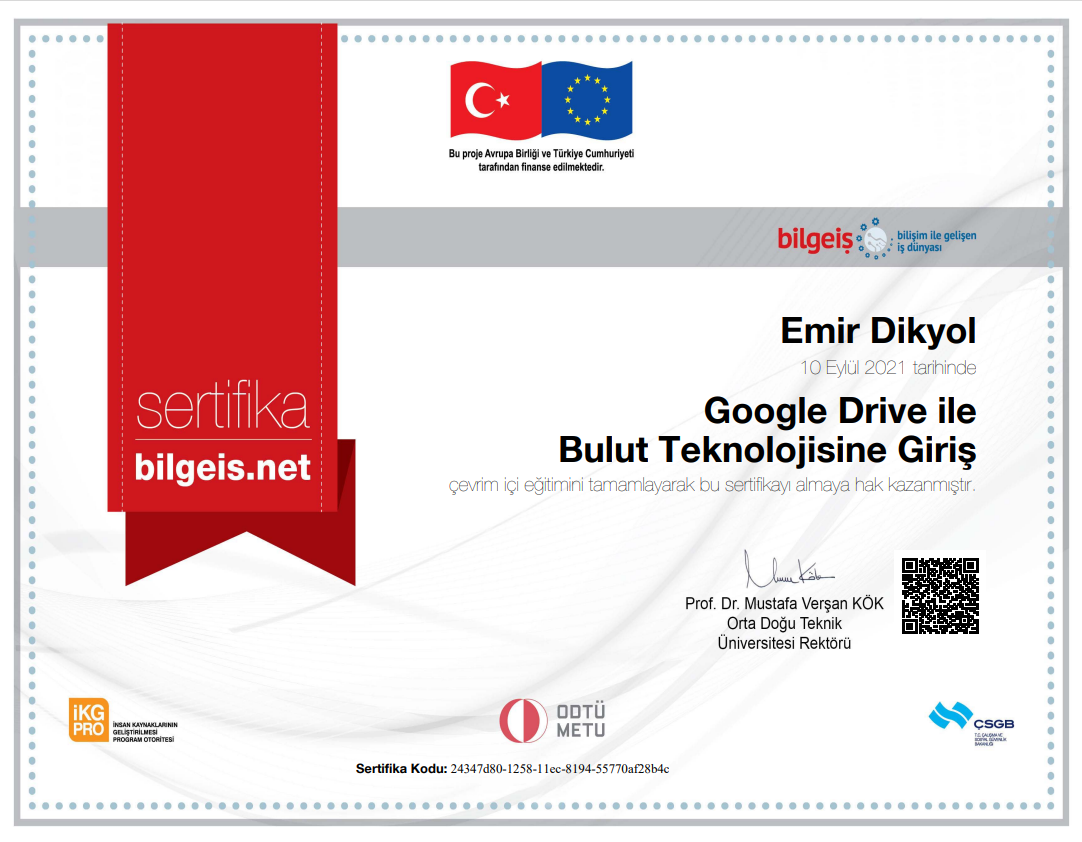 Bu proje Avrupa Birliği ve Türkiye Cumhuriyeti
tarafından finanse edilmektedir.
bilgeiş
bilişim ile gelişen
iş dünyası
Emir Dikyol
10 Eylül 2021 tarihinde
Google Drive ile
Bulut Teknolojisine Giriş
çevrim içi eğitimini tamamlayarak bu sertifikayı almaya hak kazanmıştır.
sertifika
bilgeis.net
Prof. Dr. Mustafa Verşan KÖK
Orta Doğu Teknik
Üniversitesi Rektörü
iKG
PRO
İNSAN KAYNAKLARININ
GELİŞTİRİLMESİ
PROGRAM OTORİTESİ
ODTÜ
METU
ÇSGB
T.C. ÇALIŞMA VE
SOSYAL GÜVENLİK
BAKANLIĞI
Sertifika Kodu: 24347d80-1258-11ec-8194-55770af28b4c